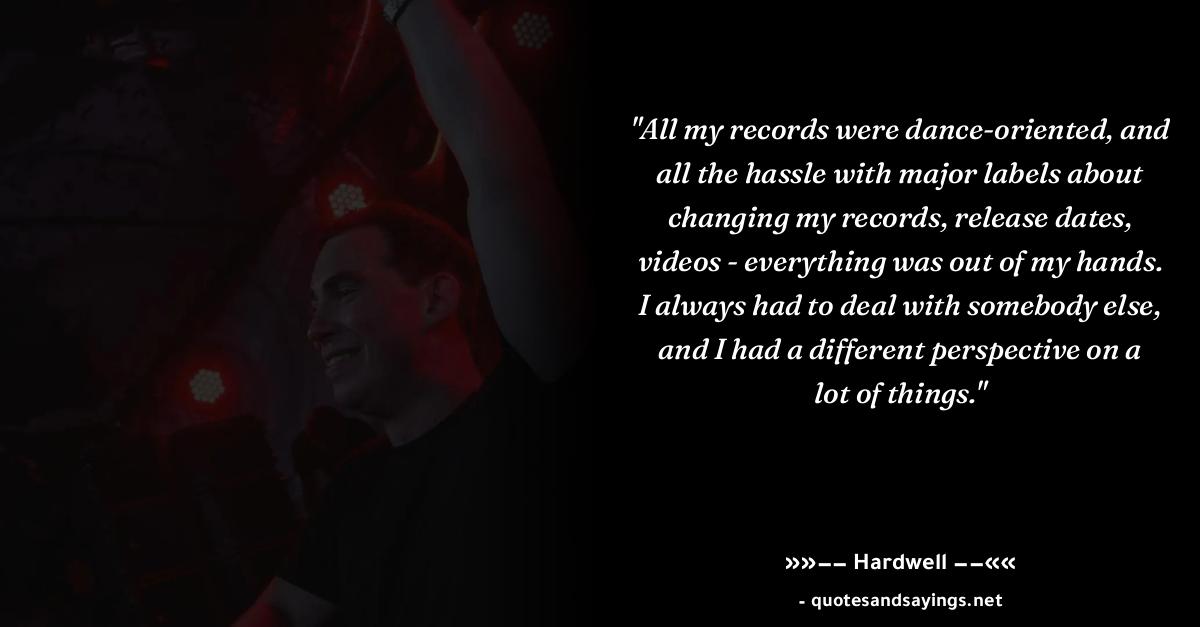 "All my records were dance-oriented, and
all the hassle with major labels about
changing my records, release dates,
videos - everything was out of my hands.
I always had to deal with somebody else,
and I had a different perspective on a
lot of things."
»»−− Hardwell −−««
- quotesandsayings.net